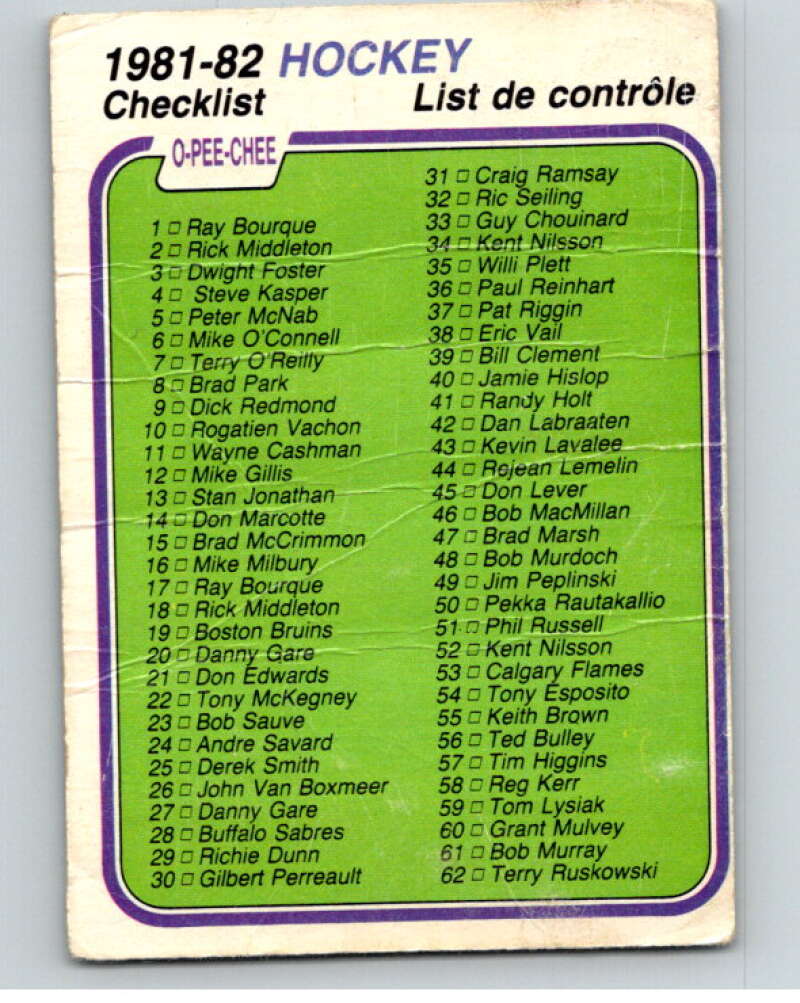 1981-82 HOCKEY
Checklist
List de contrôle
O-PEE-CHEE
1 Ray Bourque
2 Rick Middleton
3 Dwight Foster
4 Steve Kasper
5 Peter McNab
6 Mike O'Connell
7 Terry O'Reilly
8 Brad Park
9 Dick Redmond
10 Rogatien Vachon
11 Wayne Cashman
12 Mike Gillis
13 Stan Jonathan
14 Don Marcotte
15 Brad McCrimmon
16 Mike Milbury
17 Ray Bourque
18 Rick Middleton
19 Boston Bruins
20 Danny Gare
21 Don Edwards
22 Tony McKegney
23 Bob Sauve
24 Andre Savard
25 Derek Smith
26 John Van Boxmeer
27 Danny Gare
28 Buffalo Sabres
29 Richie Dunn
30 Gilbert Perreault
31 Craig Ramsay
32 Ric Seiling
33 Guy Chouinard
34 Kent Nilsson
35 Willi Plett
36 Paul Reinhart
37 Pat Riggin
38 Eric Vail
39 Bill Clement
40 Jamie Hislop
41 Randy Holt
42 Dan Labraaten
43 Kevin Lavalee
44 Rejean Lemelin
45 Don Lever
46 Bob MacMillan
47 Brad Marsh
48 Bob Murdoch
49 Jim Peplinski
50 Pekka Rautakallio
51 Phil Russell
52 Kent Nilsson
53 Calgary Flames
54 Tony Esposito
55 Keith Brown
56 Ted Bulley
57 Tim Higgins
58 Reg Kerr
59 Tom Lysiak
60 Grant Mulvey
61 Bob Murray
62 Terry Ruskowski